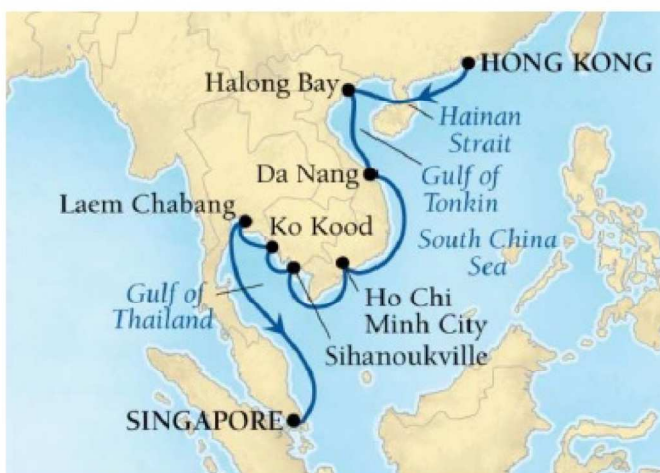 HONG KONG
Halong Bay
Hainan
Strait
Da Nang
Gulf of
Tonkin
Laem Chabang
Ko Kood
South China
Sea
Gulf of
Thailand
Ho Chi
Minh City
Sihanoukville
SINGAPORE